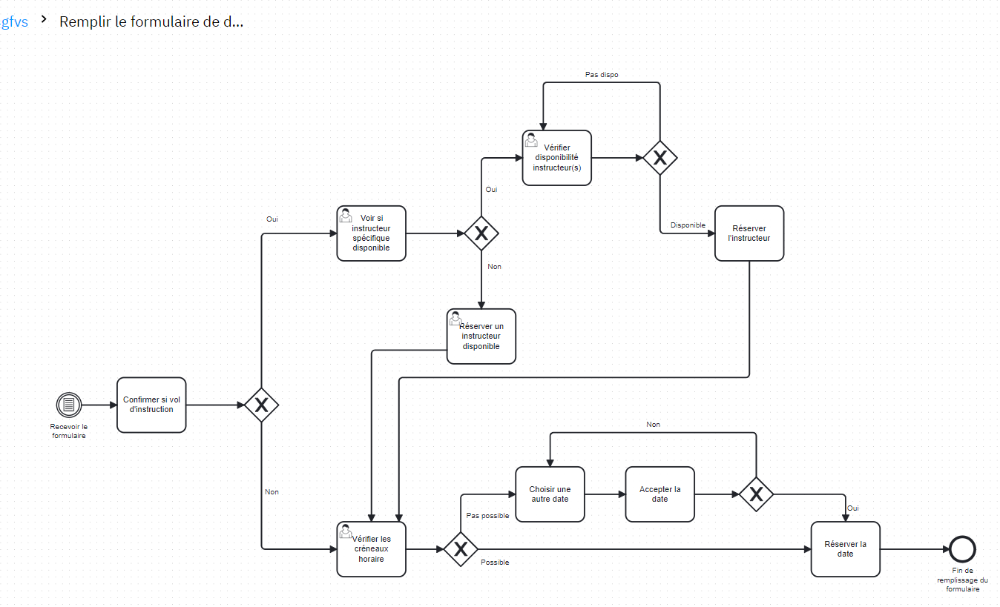 gfvs > Remplir le formulaire de d...
Pas dispo
Vérifier
disponibilité
instructeur(s)
Oui
Oui
Voir si
instructeur
spécifique
disponible
Disponible
Réserver
l'instructeur
Non
Réserver un
instructeur
disponible
Confirmer si vol
d'instruction
Recevoir le
formulaire
Non
Non
Choisir une
autre date
Accepter la
date
Oui
Pas possible
Vérifier les
créneaux
horaire
Possible
Réserver la
date
Fin de
remplissage du
formulaire